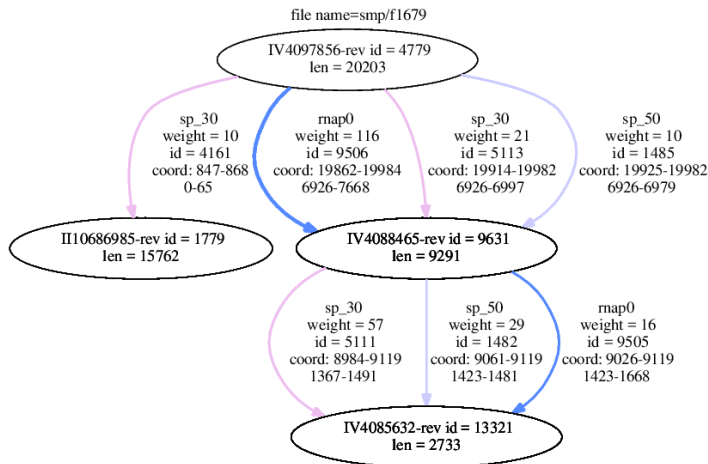 file name=smp/f1679
IV4097856-rev id = 4779
len = 20203
sp_30
weight = 10
id = 4161
coord: 847-868
0-65
rnap0
weight = 116
id = 9506
coord: 19862-19984
6926-7668
sp_30
weight = 21
id = 5113
coord: 19914-19982
6926-6997
sp_50
weight = 10
id = 1485
coord: 19925-19982
6926-6979
II10686985-rev id = 1779
len = 15762
IV4088465-rev id = 9631
len = 9291
sp_30
weight = 57
id = 5111
coord: 8984-9119
1367-1491
sp_50
weight = 29
id = 1482
coord: 9061-9119
1423-1481
rnap0
weight = 16
id = 9505
coord: 9026-9119
1423-1668
IV4085632-rev id = 13321
len = 2733